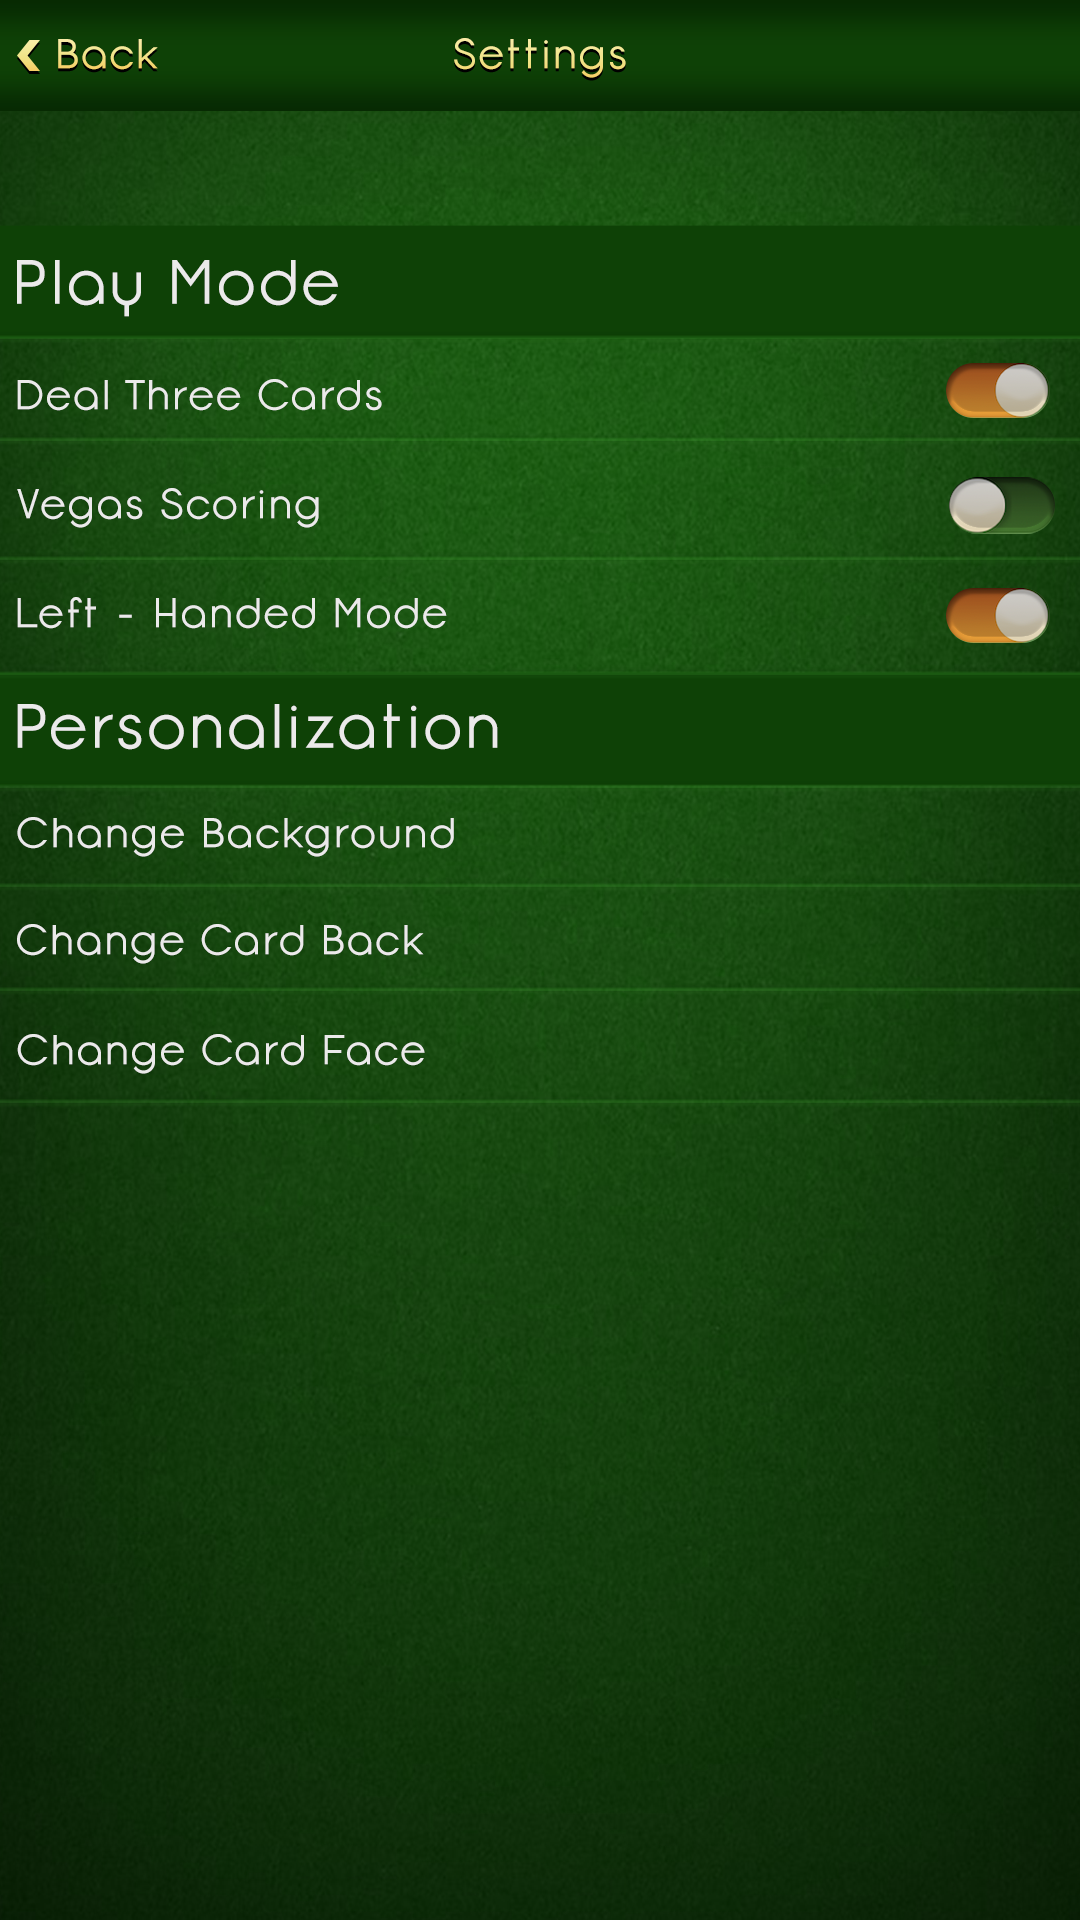 Back
Settings
Play Mode
Deal Three Cards
Vegas Scoring
Left - Handed Mode
Personalization
Change Background
Change Card Back
Change Card Face